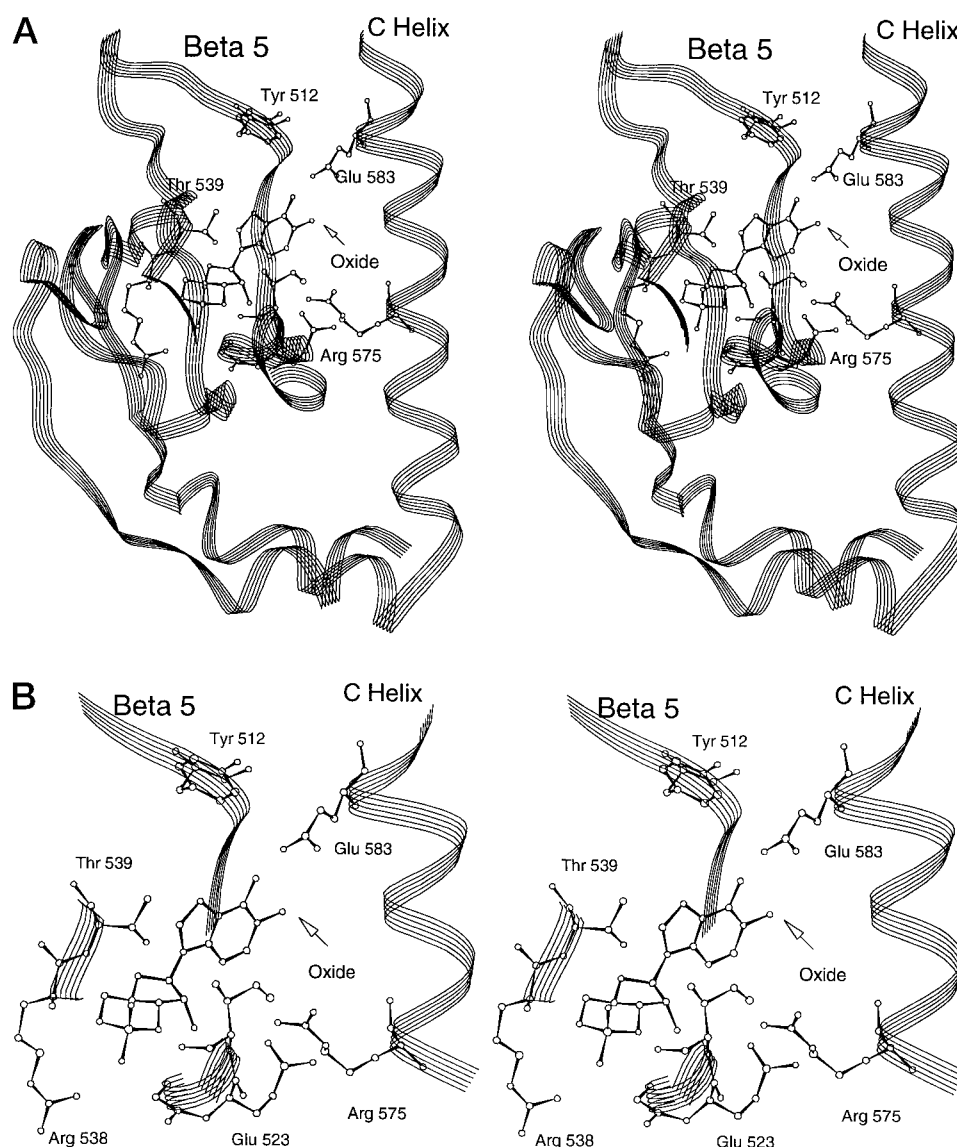 A
Beta 5
C Helix
Tyr 512
Glu 583
Thr 539
Oxide
Arg 575
Beta 5
C Helix
Tyr 512
Glu 583
Thr 539
Oxide
Arg 575
B
Beta 5
C Helix
Tyr 512
Glu 583
Thr 539
Oxide
Arg 575
Arg 538
Glu 523
Beta 5
C Helix
Tyr 512
Glu 583
Thr 539
Oxide
Arg 575
Arg 538
Glu 523